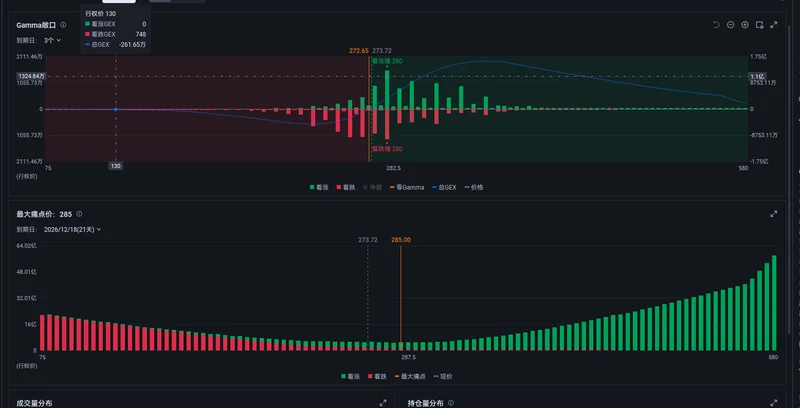 行权价 130
看涨GEX 0
看跌GEX 748
总GEX -261.65万
Gamma敞口
到期日: 3个
272.65 273.72
2111.46万 1.75亿
看涨墙 280
1324.84万 1.1亿
1055.73万 8753.11万
0 0
1055.73万 -8753.11万
看跌墙 280
2111.46万 -1.75亿
75 130 282.5 580
(行权价)
看涨 看跌 净值 零Gamma 总GEX 价格
最大痛点价: 285
到期日: 2026/12/18(21天)
273.72 285.00
64.02亿
48.01亿
32.01亿
16亿
0
75 287.5 580
(行权价)
看涨 看跌 最大痛点 现价
成交量分布 持仓量分布